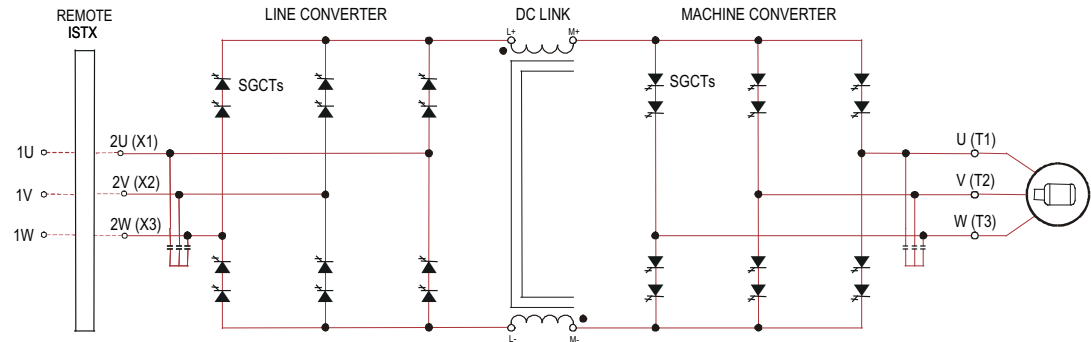 REMOTE
ISTX
LINE CONVERTER
DC LINK
MACHINE CONVERTER
L+
M+
SGCTs
SGCTs
1U
2U (X1)
U (T1)
1V
2V (X2)
V (T2)
1W
2W (X3)
W (T3)
L-
M-